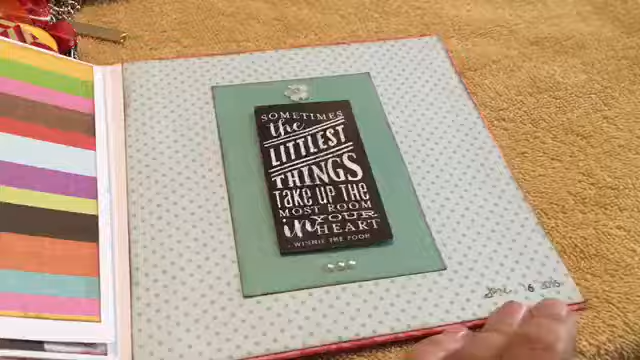 SOMETIMES
the
LITTLEST
THINGS
TAKE UP THE
MOST ROOM
in YOUR
HEART
- WINNIE THE POOH